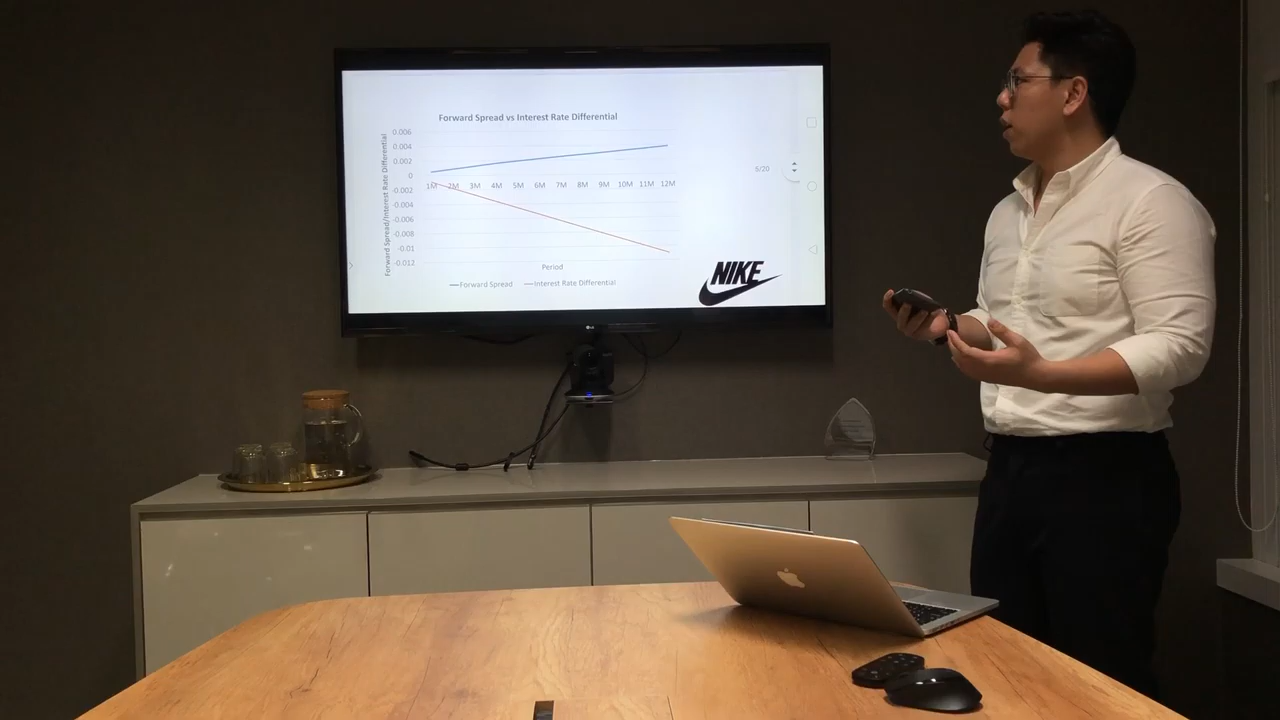 Forward Spread vs Interest Rate Differential
Forward Spread/Interest Rate Differential
0.006
0.004
0.002
0
-0.002
-0.004
-0.006
-0.008
-0.01
-0.012
1M 2M 3M 4M 5M 6M 7M 8M 9M 10M 11M 12M
Period
Forward Spread Interest Rate Differential
NIKE
LG